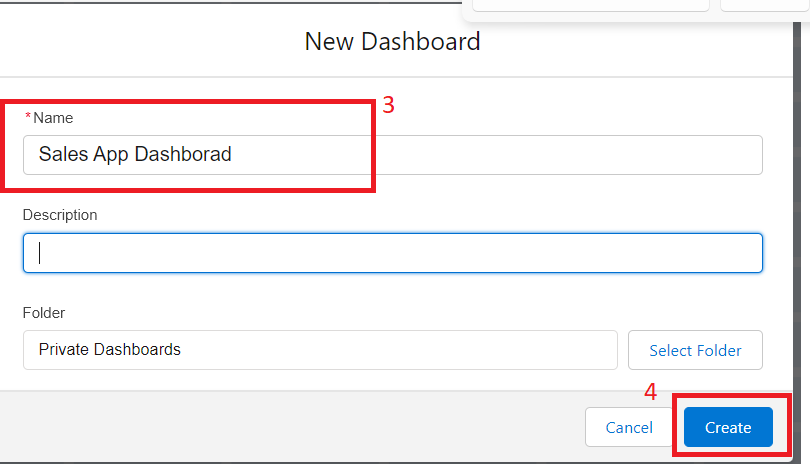 New Dashboard
3
*Name
Sales App Dashborad
Description
Folder
Private Dashboards
Select Folder
4
Cancel
Create